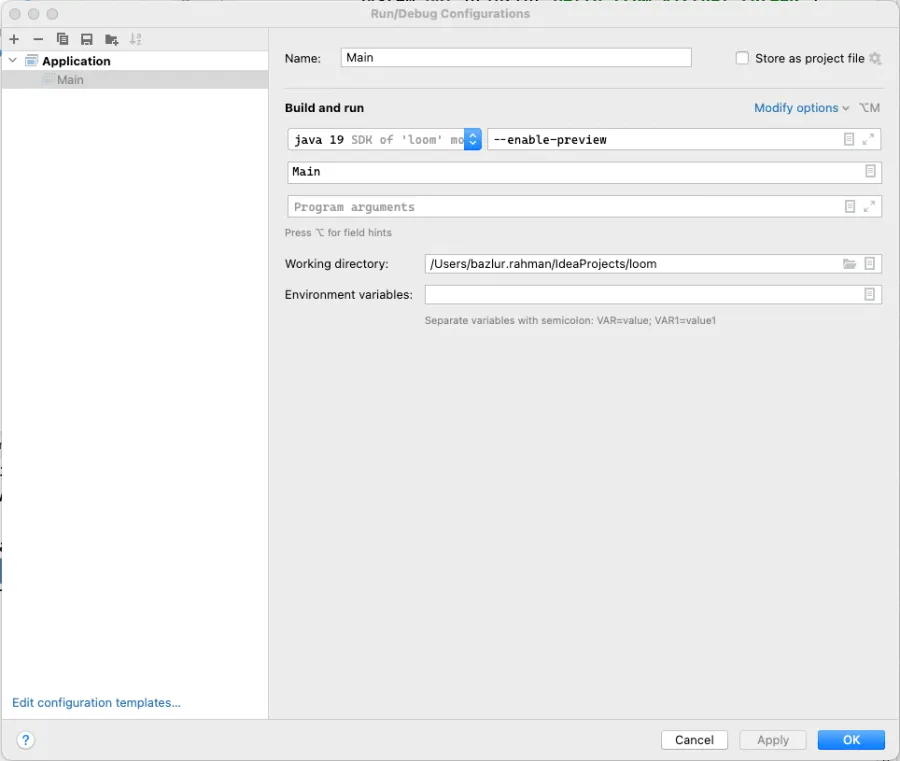 Run/Debug Configurations
Application
Main
Name: Main Store as project file
Build and run Modify options ⌥M
java 19 SDK of 'loom' mo --enable-preview
Main
Program arguments
Press ⌥ for field hints
Working directory: /Users/bazlur.rahman/IdeaProjects/loom
Environment variables:
Separate variables with semicolon: VAR=value; VAR1=value1
Edit configuration templates...
? Cancel Apply OK